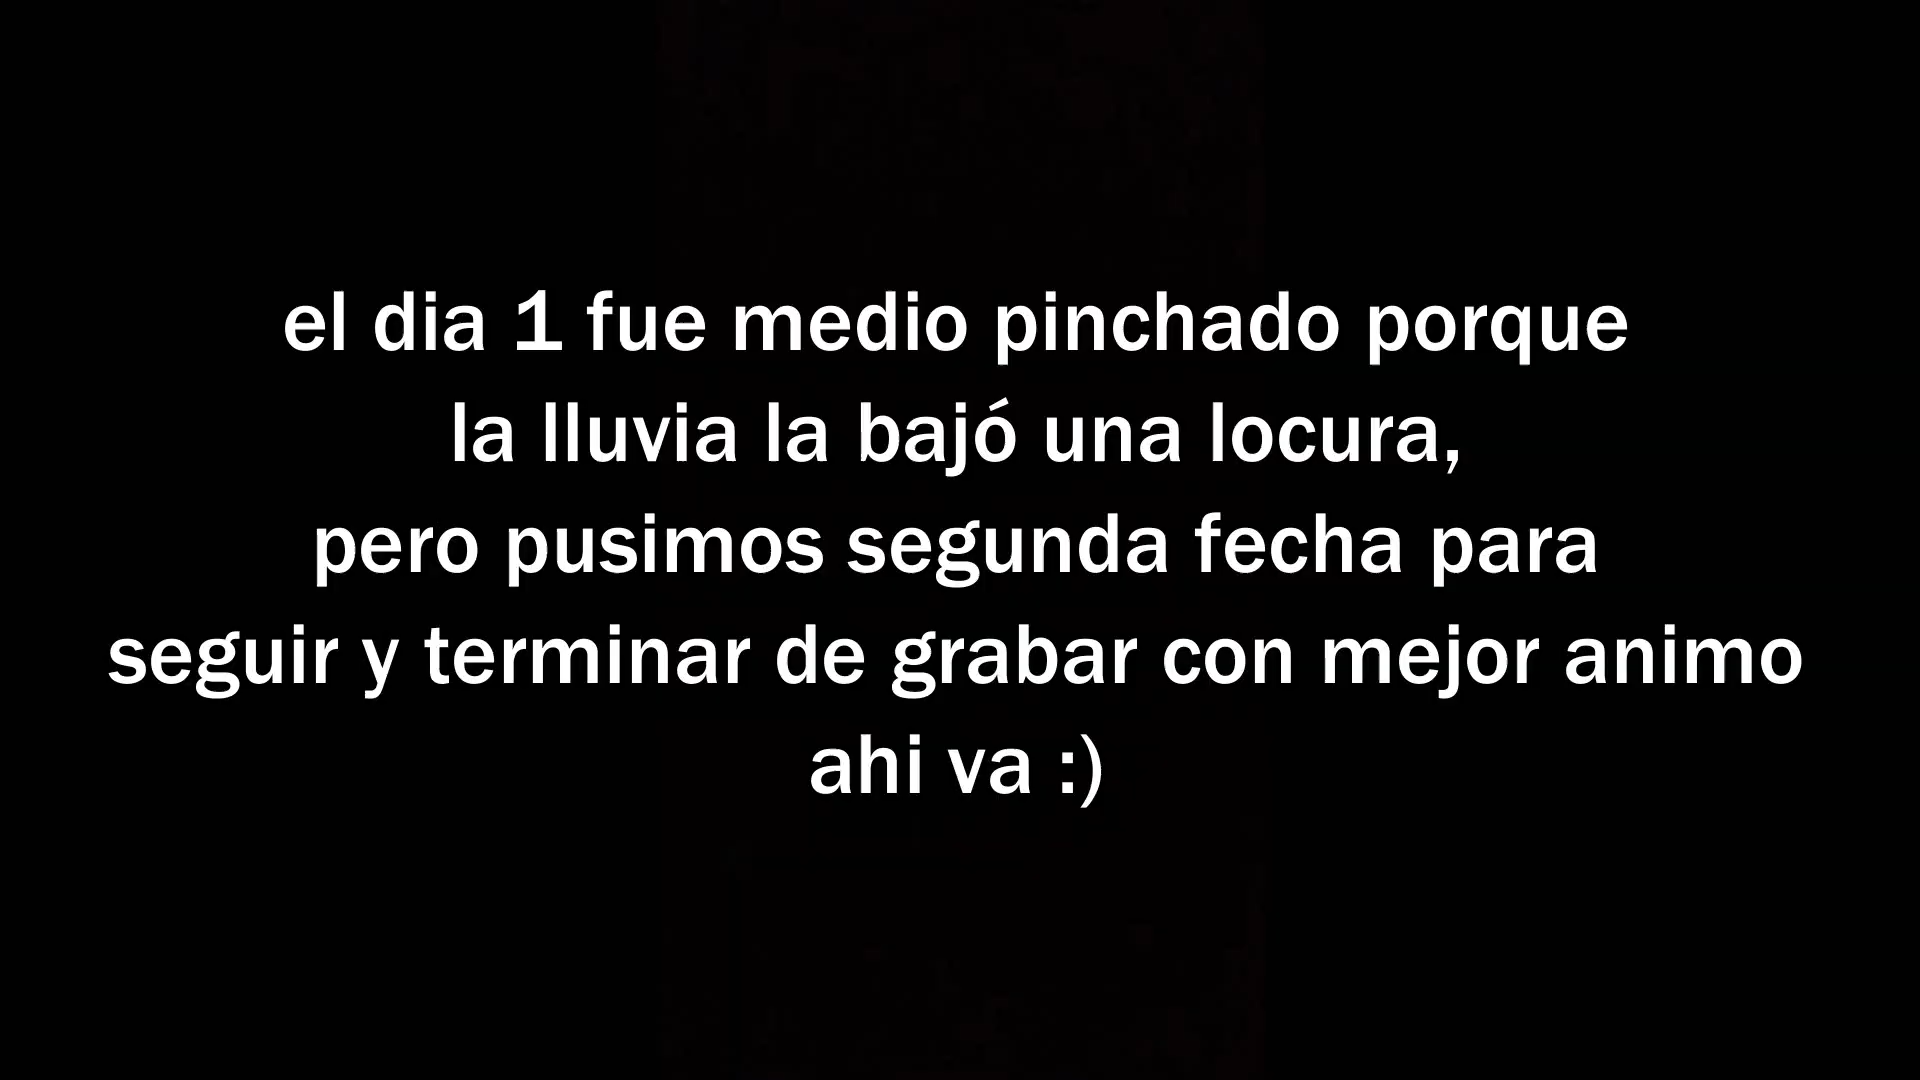 el dia 1 fue medio pinchado porque
la lluvia la bajó una locura,
pero pusimos segunda fecha para
seguir y terminar de grabar con mejor animo
ahi va :)